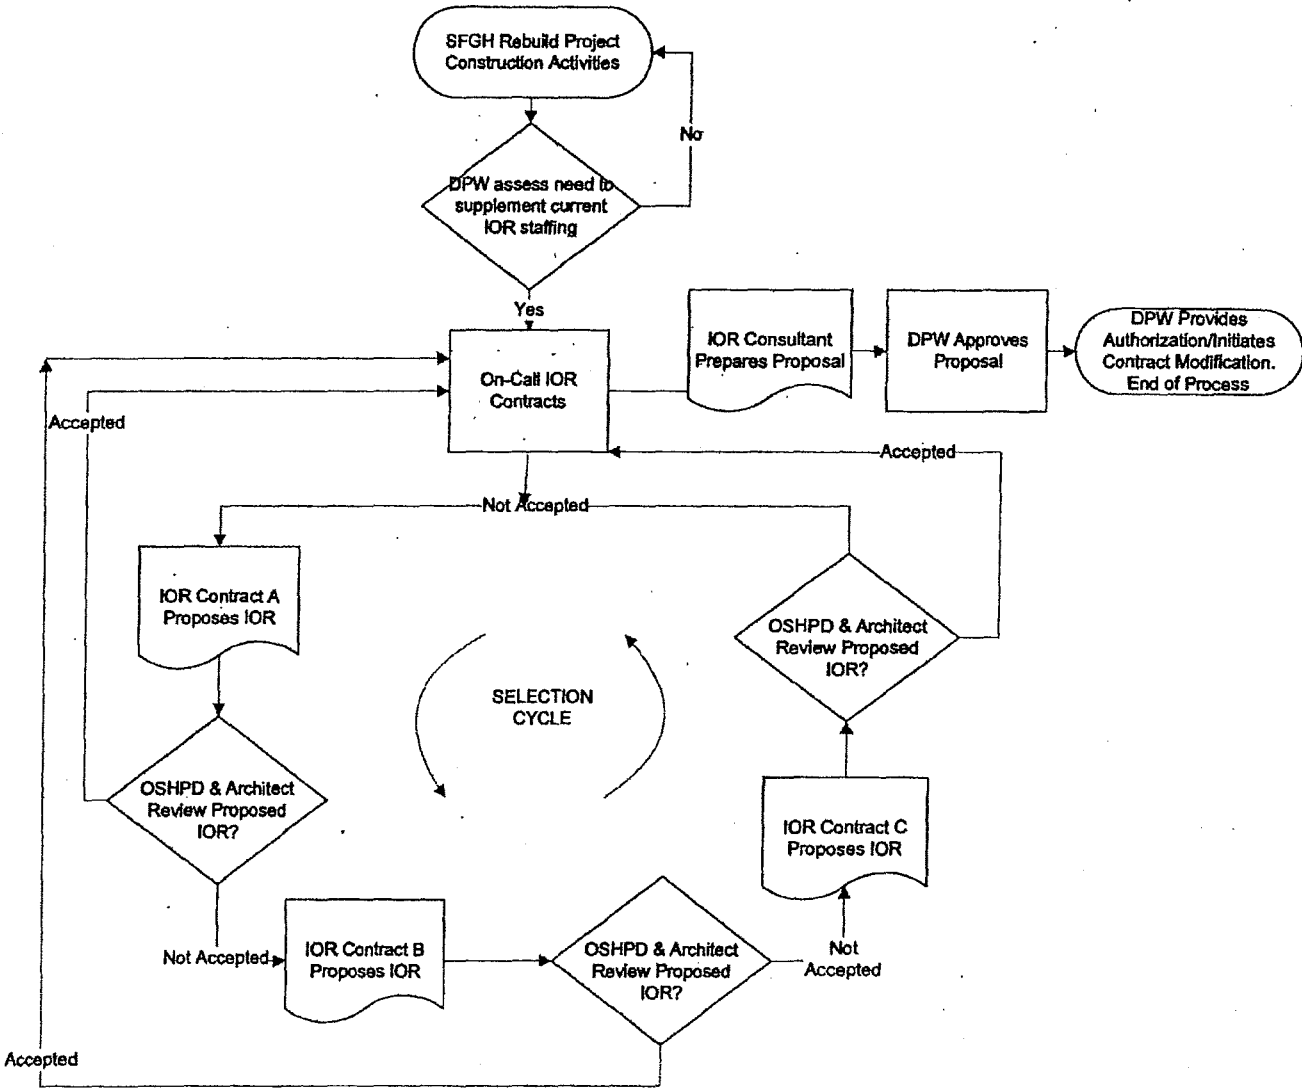 SFGH Rebuild Project
Construction Activities
No
DPW assess need to
supplement current
IOR staffing
Yes
On-Call IOR
Contracts
IOR Consultant
Prepares Proposal
DPW Approves
Proposal
DPW Provides
Authorization/Initiates
Contract Modification.
End of Process
Accepted
Accepted
Not Accepted
IOR Contract A
Proposes IOR
OSHPD & Architect
Review Proposed
IOR?
SELECTION
CYCLE
OSHPD & Architect
Review Proposed
IOR?
IOR Contract C
Proposes IOR
Not Accepted
IOR Contract B
Proposes IOR
OSHPD & Architect
Review Proposed
IOR?
Not
Accepted
Accepted